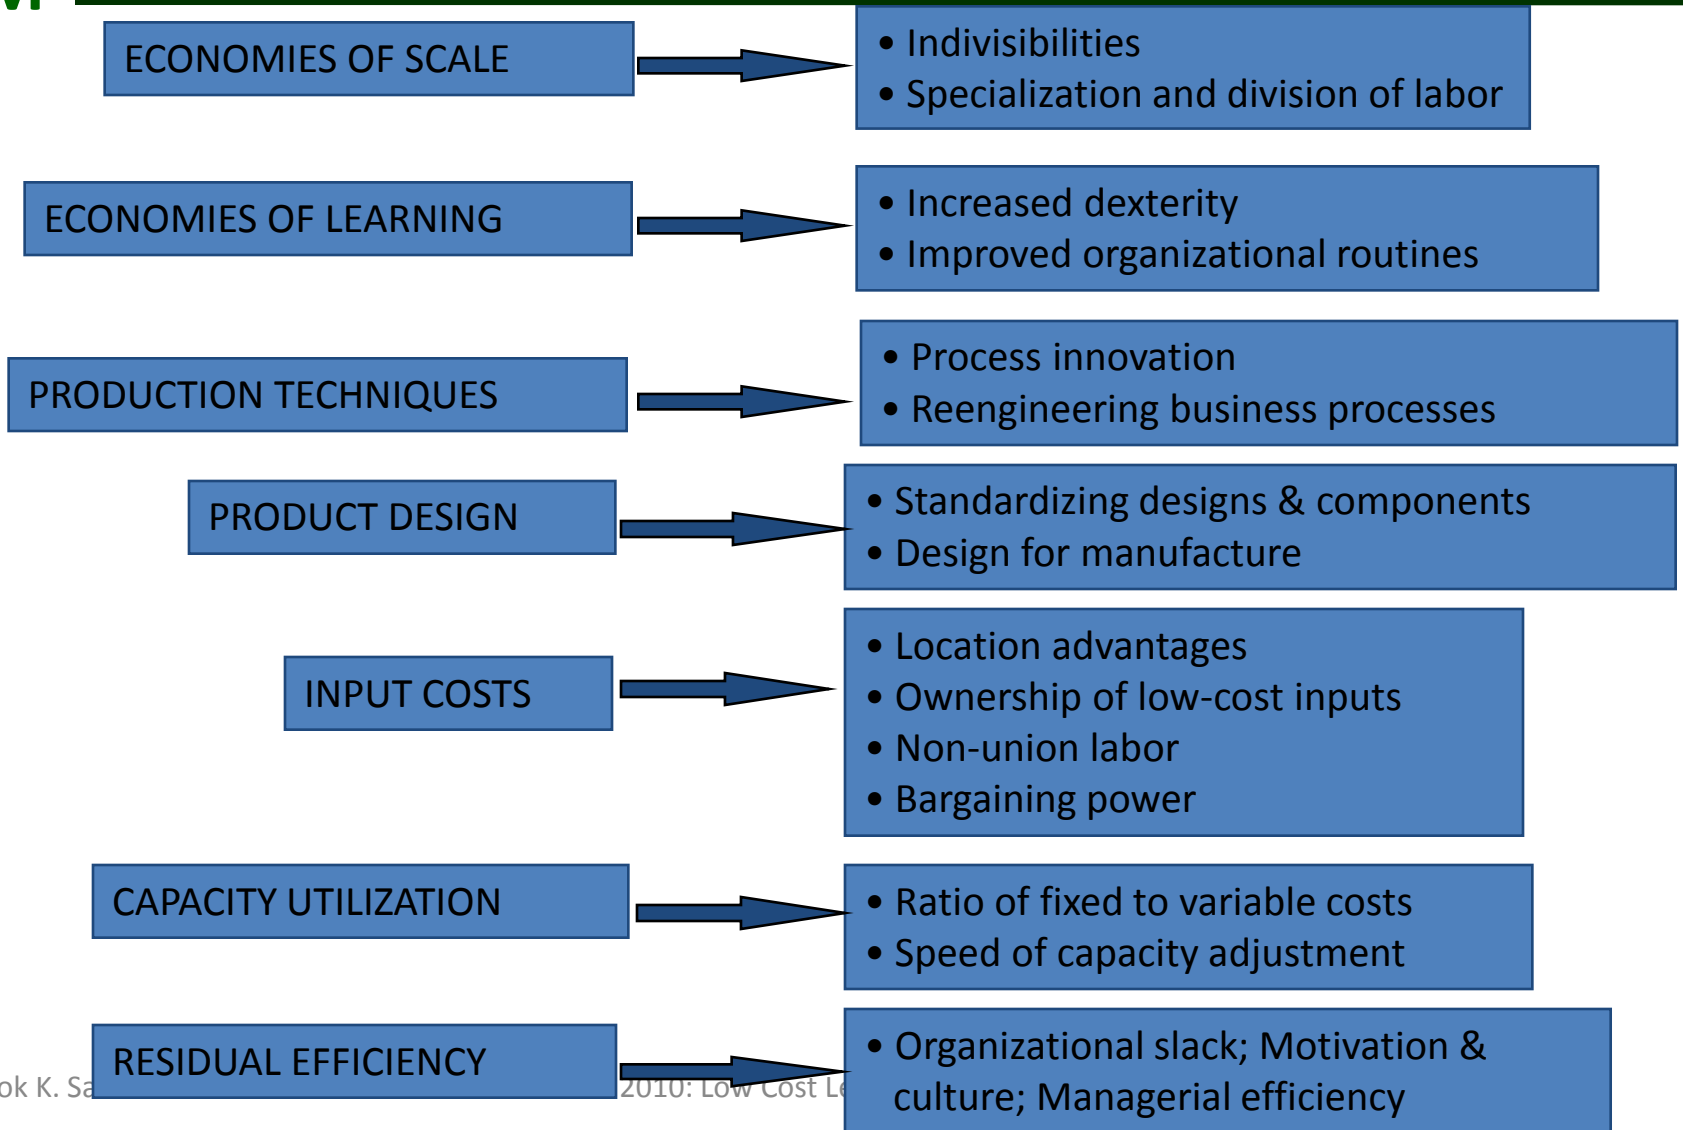 ECONOMIES OF SCALE
• Indivisibilities
• Specialization and division of labor
ECONOMIES OF LEARNING
• Increased dexterity
• Improved organizational routines
PRODUCTION TECHNIQUES
• Process innovation
• Reengineering business processes
PRODUCT DESIGN
• Standardizing designs & components
• Design for manufacture
INPUT COSTS
• Location advantages
• Ownership of low-cost inputs
• Non-union labor
• Bargaining power
CAPACITY UTILIZATION
• Ratio of fixed to variable costs
• Speed of capacity adjustment
RESIDUAL EFFICIENCY
• Organizational slack; Motivation &
culture; Managerial efficiency
K. 2010: Low Cost